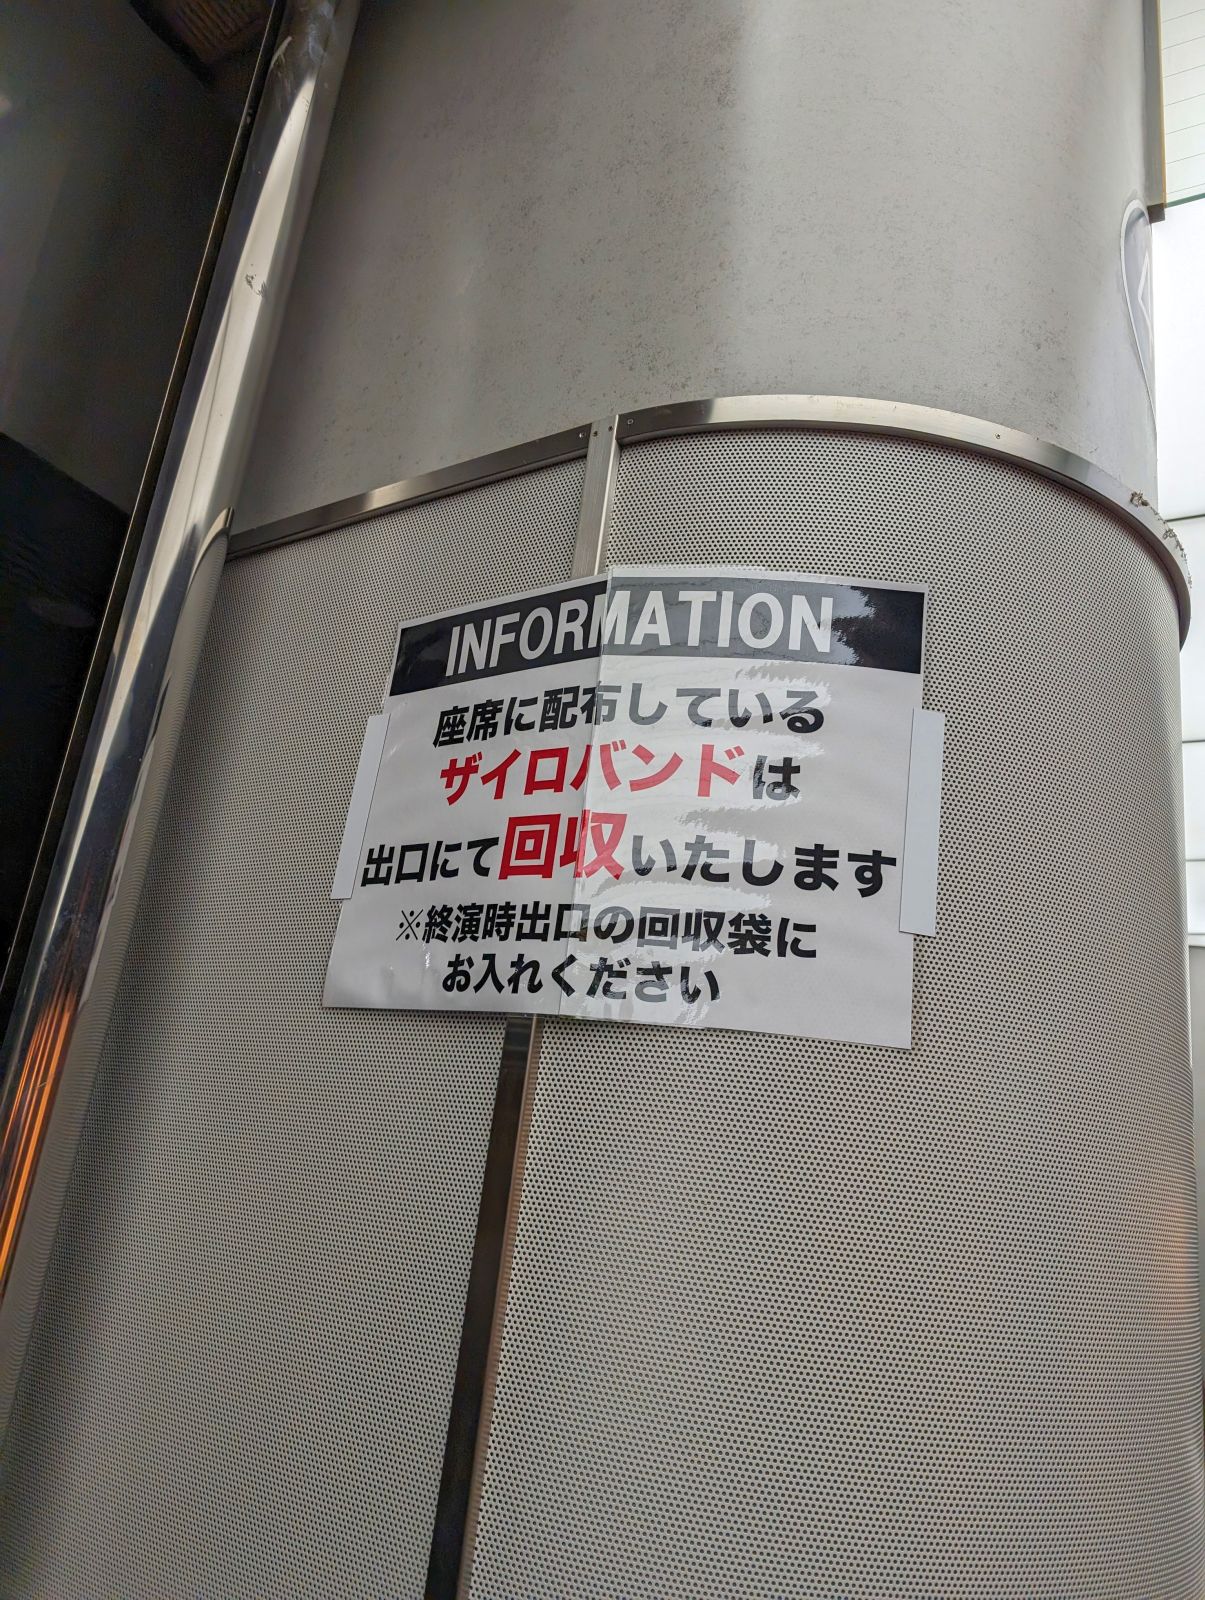 INFORMATION
座席に配布している
ザイロバンドは
出口にて回収いたします
※終演時出口の回収袋に
お入れください